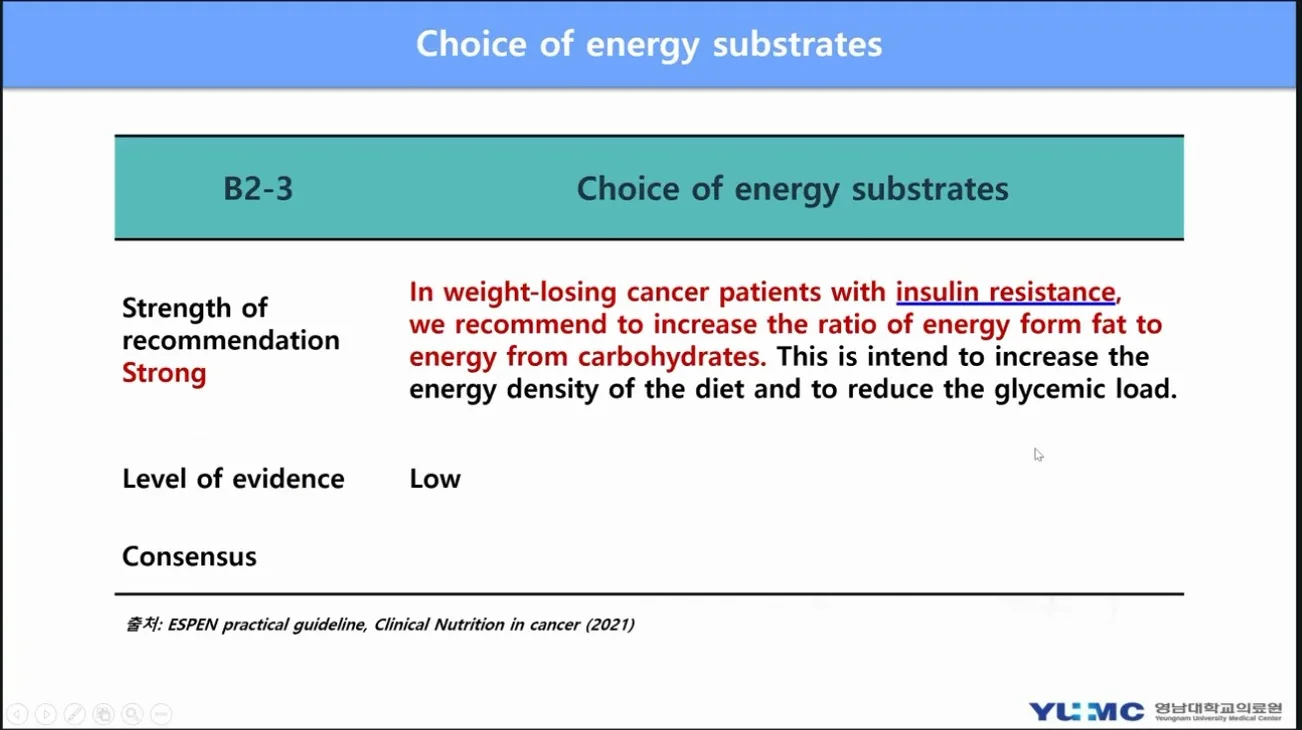 Choice of energy substrates
B2-3
Choice of energy substrates
Strength of
recommendation
Strong
In weight-losing cancer patients with insulin resistance,
we recommend to increase the ratio of energy form fat to
energy from carbohydrates. This is intend to increase the
energy density of the diet and to reduce the glycemic load.
Level of evidence
Low
Consensus
출처: ESPEN practical guideline, Clinical Nutrition in cancer (2021)
YUMC
영남대학교의료원
Yeungnam University Medical Center